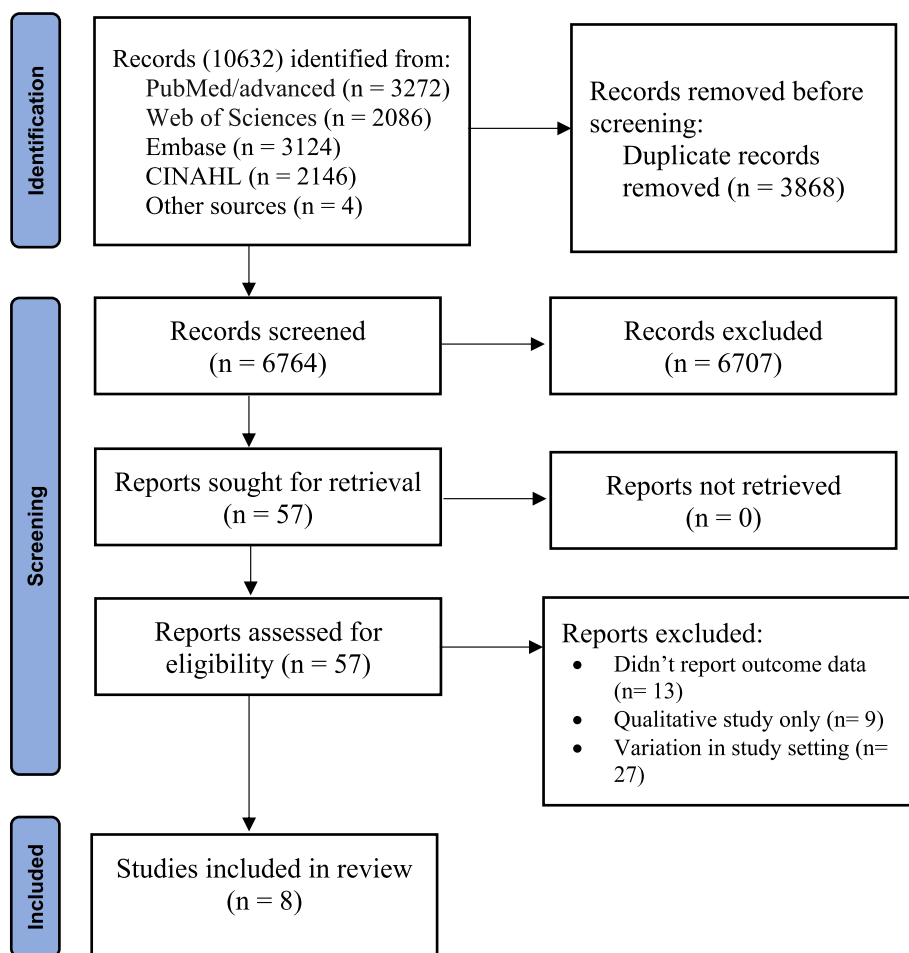 Identification
Records (10632) identified from:
PubMed/advanced (n = 3272)
Web of Sciences (n = 2086)
Embase (n = 3124)
CINAHL (n = 2146)
Other sources (n = 4)
Records removed before
screening:
Duplicate records
removed (n = 3868)
Screening
Records screened
(n = 6764)
Records excluded
(n = 6707)
Reports sought for retrieval
(n = 57)
Reports not retrieved
(n = 0)
Reports assessed for
eligibility (n = 57)
Reports excluded:
• Didn’t report outcome data
(n= 13)
• Qualitative study only (n= 9)
• Variation in study setting (n=
27)
Included
Studies included in review
(n = 8)